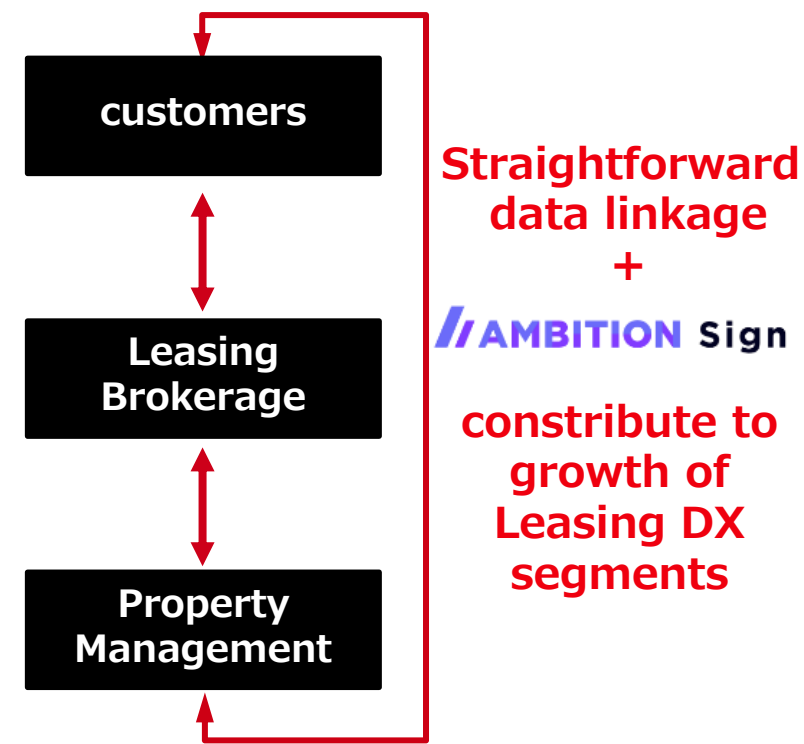 customers
Straightforward
data linkage
+
AMBITION Sign
Leasing
Brokerage
constribute to
growth of
Leasing DX
segments
Property
Management